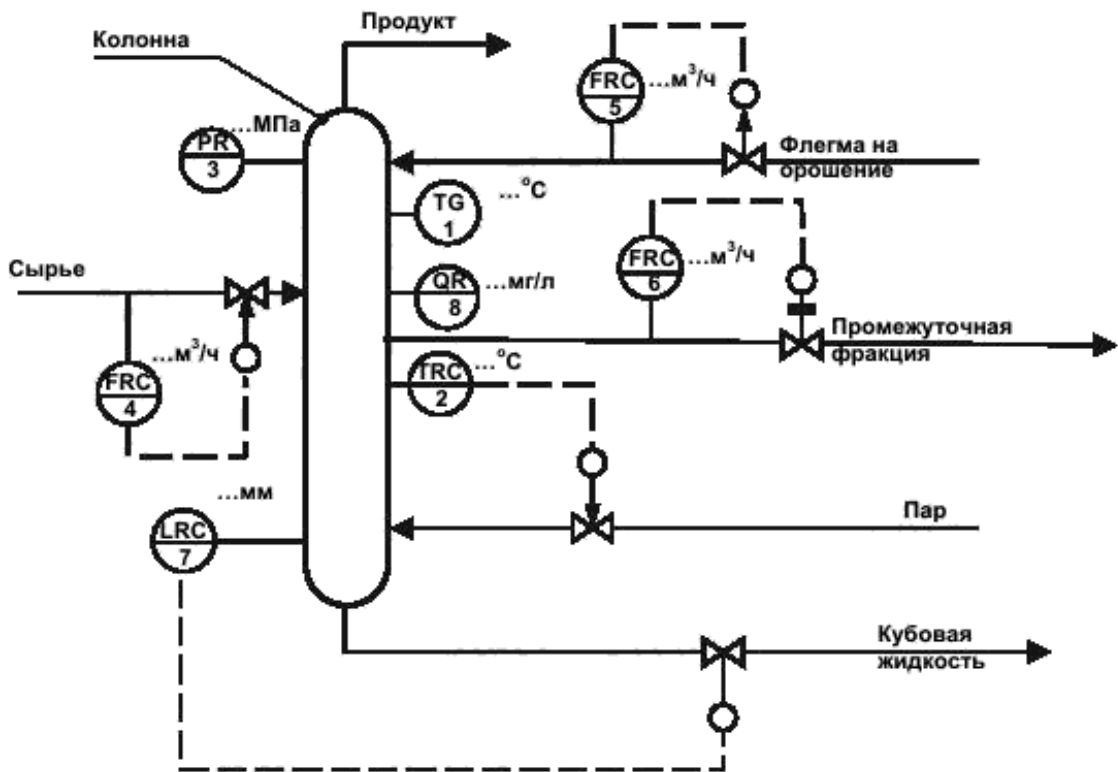 Продукт
Колонна
FRC
5
…м³/ч
…МПа
PR
3
Флегма на
орошение
…°С
TG
1
FRC
6
…м³/ч
Сырье
QR
8
…мг/л
Промежуточная
фракция
…м³/ч
FRC
4
TRC
2
…°С
…мм
Пар
LRC
7
Кубовая
жидкость